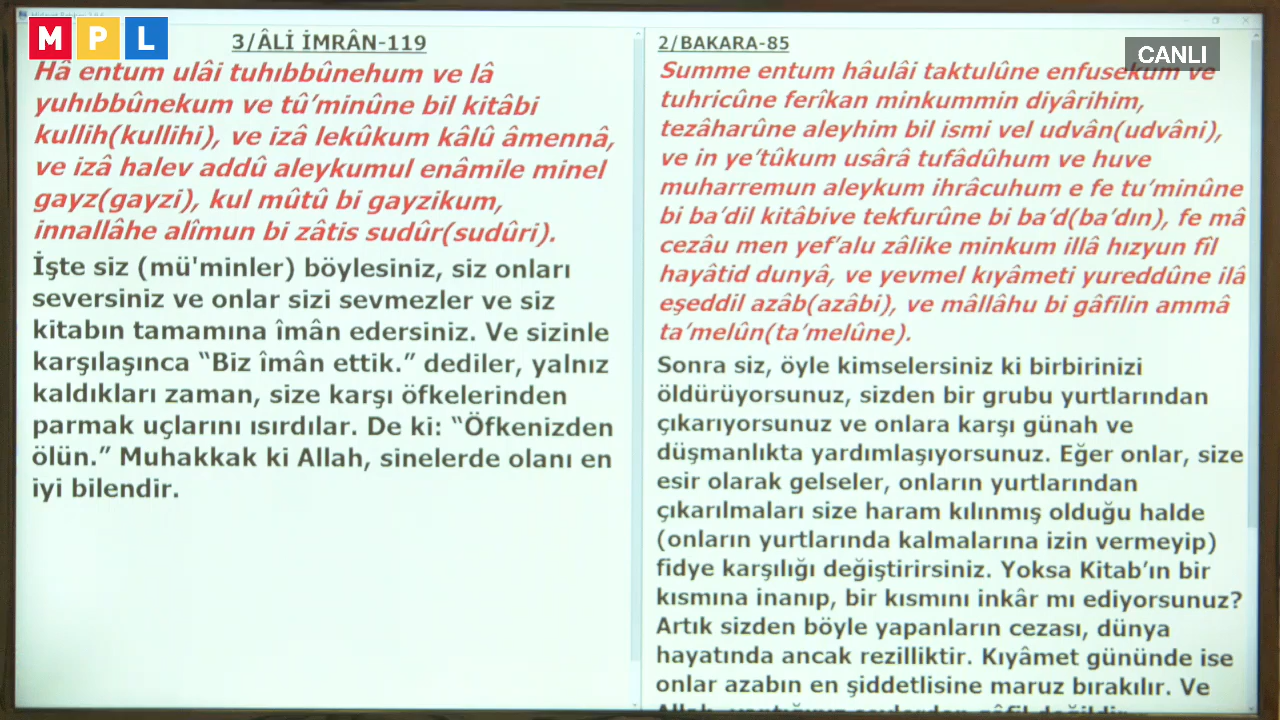 MPL
CANLI
3/ÂLİ İMRÂN-119
Hâ entum ulâi tuhıbbûnehum ve lâ
yuhıbbûnekum ve tû’minûne bil kitâbi
kullih(kullihi), ve izâ lekûkum kâlû âmennâ,
ve izâ halev addû aleykumul enâmile minel
gayz(gayzi), kul mûtû bi gayzikum,
innallâhe alîmun bi zâtis sudûr(sudûri).
İşte siz (mü'minler) böylesiniz, siz onları
seversiniz ve onlar sizi sevmezler ve siz
kitabın tamamına îmân edersiniz. Ve sizinle
karşılaşınca “Biz îmân ettik.” dediler, yalnız
kaldıkları zaman, size karşı öfkelerinden
parmak uçlarını ısırdılar. De ki: “Öfkenizden
ölün.” Muhakkak ki Allah, sinelerde olanı en
iyi bilendir.
2/BAKARA-85
Summe entum hâulâi taktulûne enfusekum ve
tuhricûne ferîkan minkummin diyârihim,
tezâharûne aleyhim bil ismi vel udvân(udvâni),
ve in ye’tûkum usârâ tufâdûhum ve huve
muharremun aleykum ihrâcuhum e fe tu’minûne
bi ba’dil kitâbive tekfurûne bi ba’d(ba’dın), fe mâ
cezâu men yef’alu zâlike minkum illâ hızyun fîl
hayâtid dunyâ, ve yevmel kıyâmeti yureddûne ilâ
eşeddil azâb(azâbi), ve mâllâhu bi gâfilin ammâ
ta’melûn(ta’melûne).
Sonra siz, öyle kimselersiniz ki birbirinizi
öldürüyorsunuz, sizden bir grubu yurtlarından
çıkarıyorsunuz ve onlara karşı günah ve
düşmanlıkta yardımlaşıyorsunuz. Eğer onlar, size
esir olarak gelseler, onların yurtlarından
çıkarılmaları size haram kılınmış olduğu halde
(onların yurtlarında kalmalarına izin vermeyip)
fidye karşılığı değiştirirsiniz. Yoksa Kitab’ın bir
kısmına inanıp, bir kısmını inkâr mı ediyorsunuz?
Artık sizden böyle yapanların cezası, dünya
hayatında ancak rezilliktir. Kıyâmet gününde ise
onlar azabın en şiddetlisine maruz bırakılır. Ve